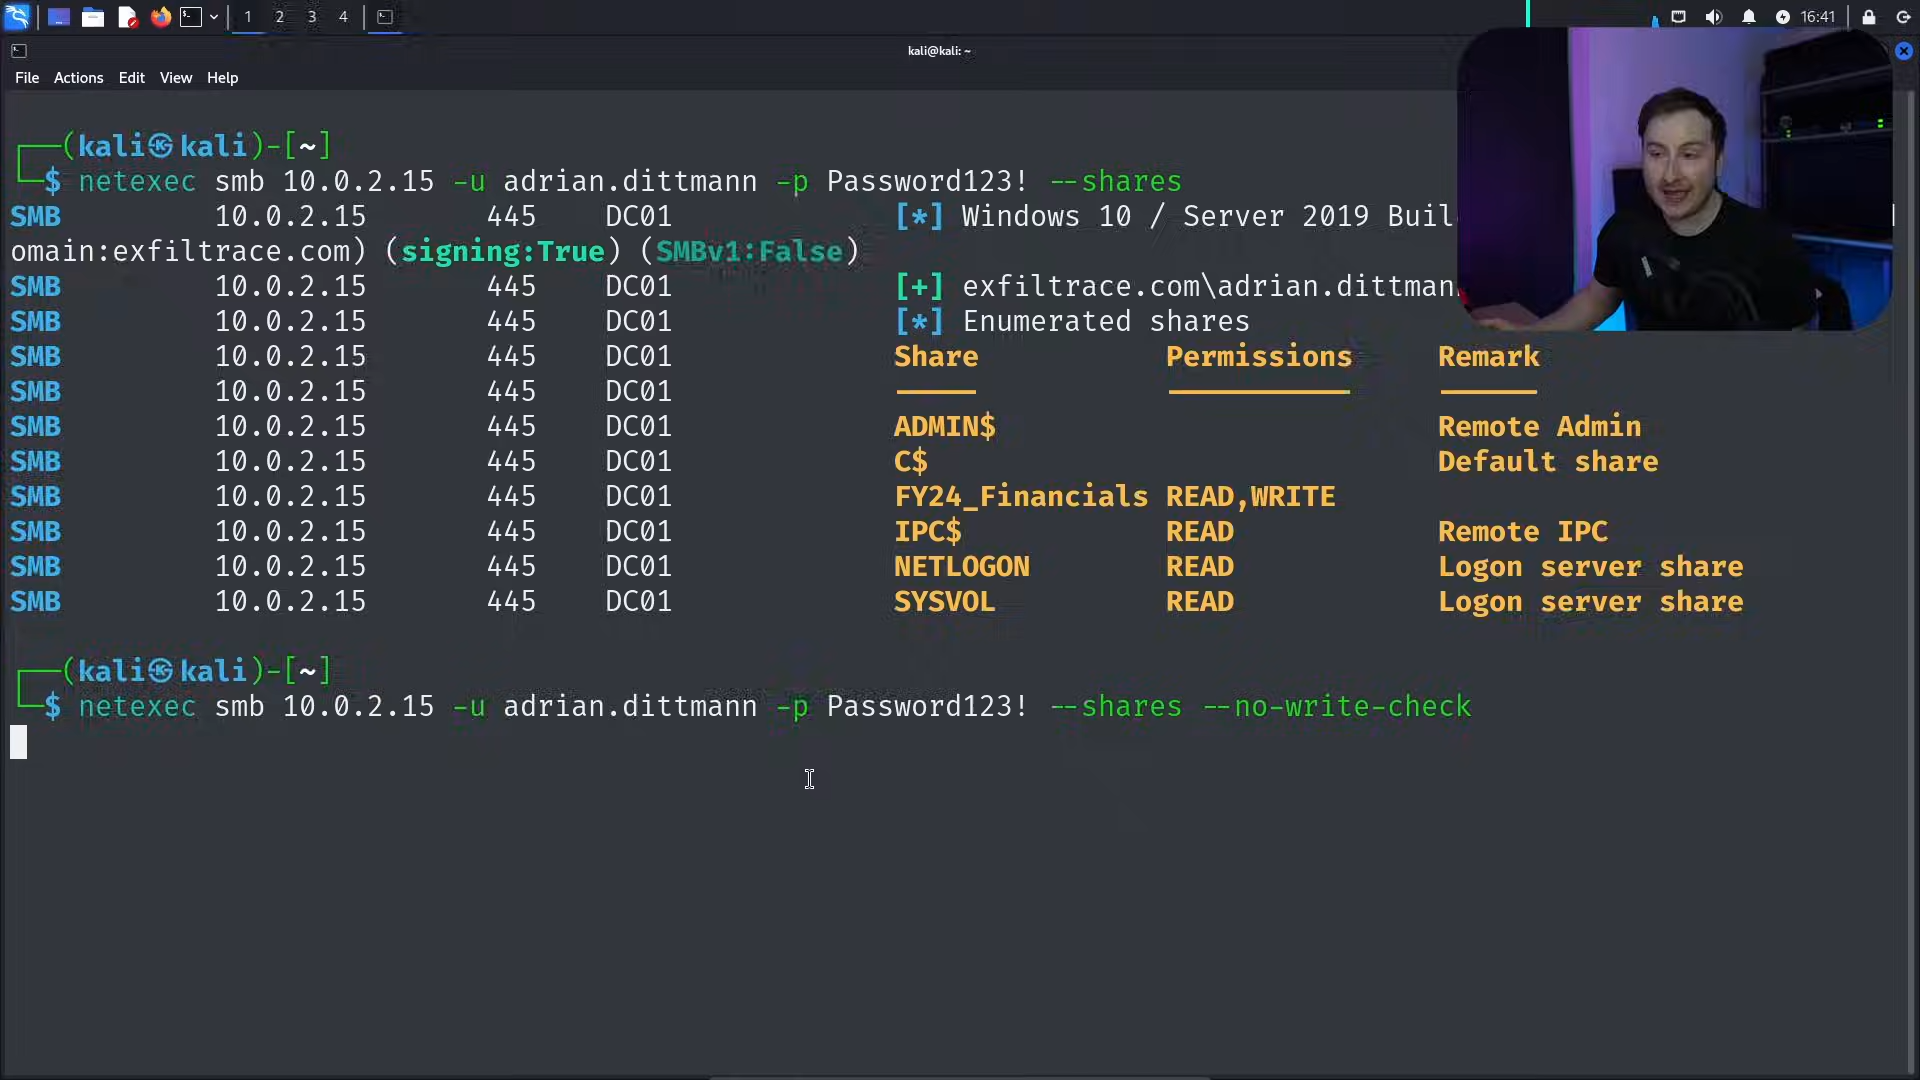 1 2 3 4 16:41
kali@kali: ~
File Actions Edit View Help
┌──(kali㉿kali)-[~]
└─$ netexec smb 10.0.2.15 -u adrian.dittmann -p Password123! --shares
SMB 10.0.2.15 445 DC01 [*] Windows 10 / Server 2019
omain:exfiltrace.com) (signing:True) (SMBv1:False)
SMB 10.0.2.15 445 DC01 [+]
SMB 10.0.2.15 445 DC01 [*] Enumerated shares
SMB 10.0.2.15 445 DC01 Share Permissions Remark
SMB 10.0.2.15 445 DC01 ----- ----------- ------
SMB 10.0.2.15 445 DC01 ADMIN$ Remote Admin
SMB 10.0.2.15 445 DC01 C$ Default share
SMB 10.0.2.15 445 DC01 FY24_Financials READ,WRITE
SMB 10.0.2.15 445 DC01 IPC$ READ Remote IPC
SMB 10.0.2.15 445 DC01 NETLOGON READ Logon server share
SMB 10.0.2.15 445 DC01 SYSVOL READ Logon server share
┌──(kali㉿kali)-[~]
└─$ netexec smb 10.0.2.15 -u adrian.dittmann -p Password123! --shares --no-write-check